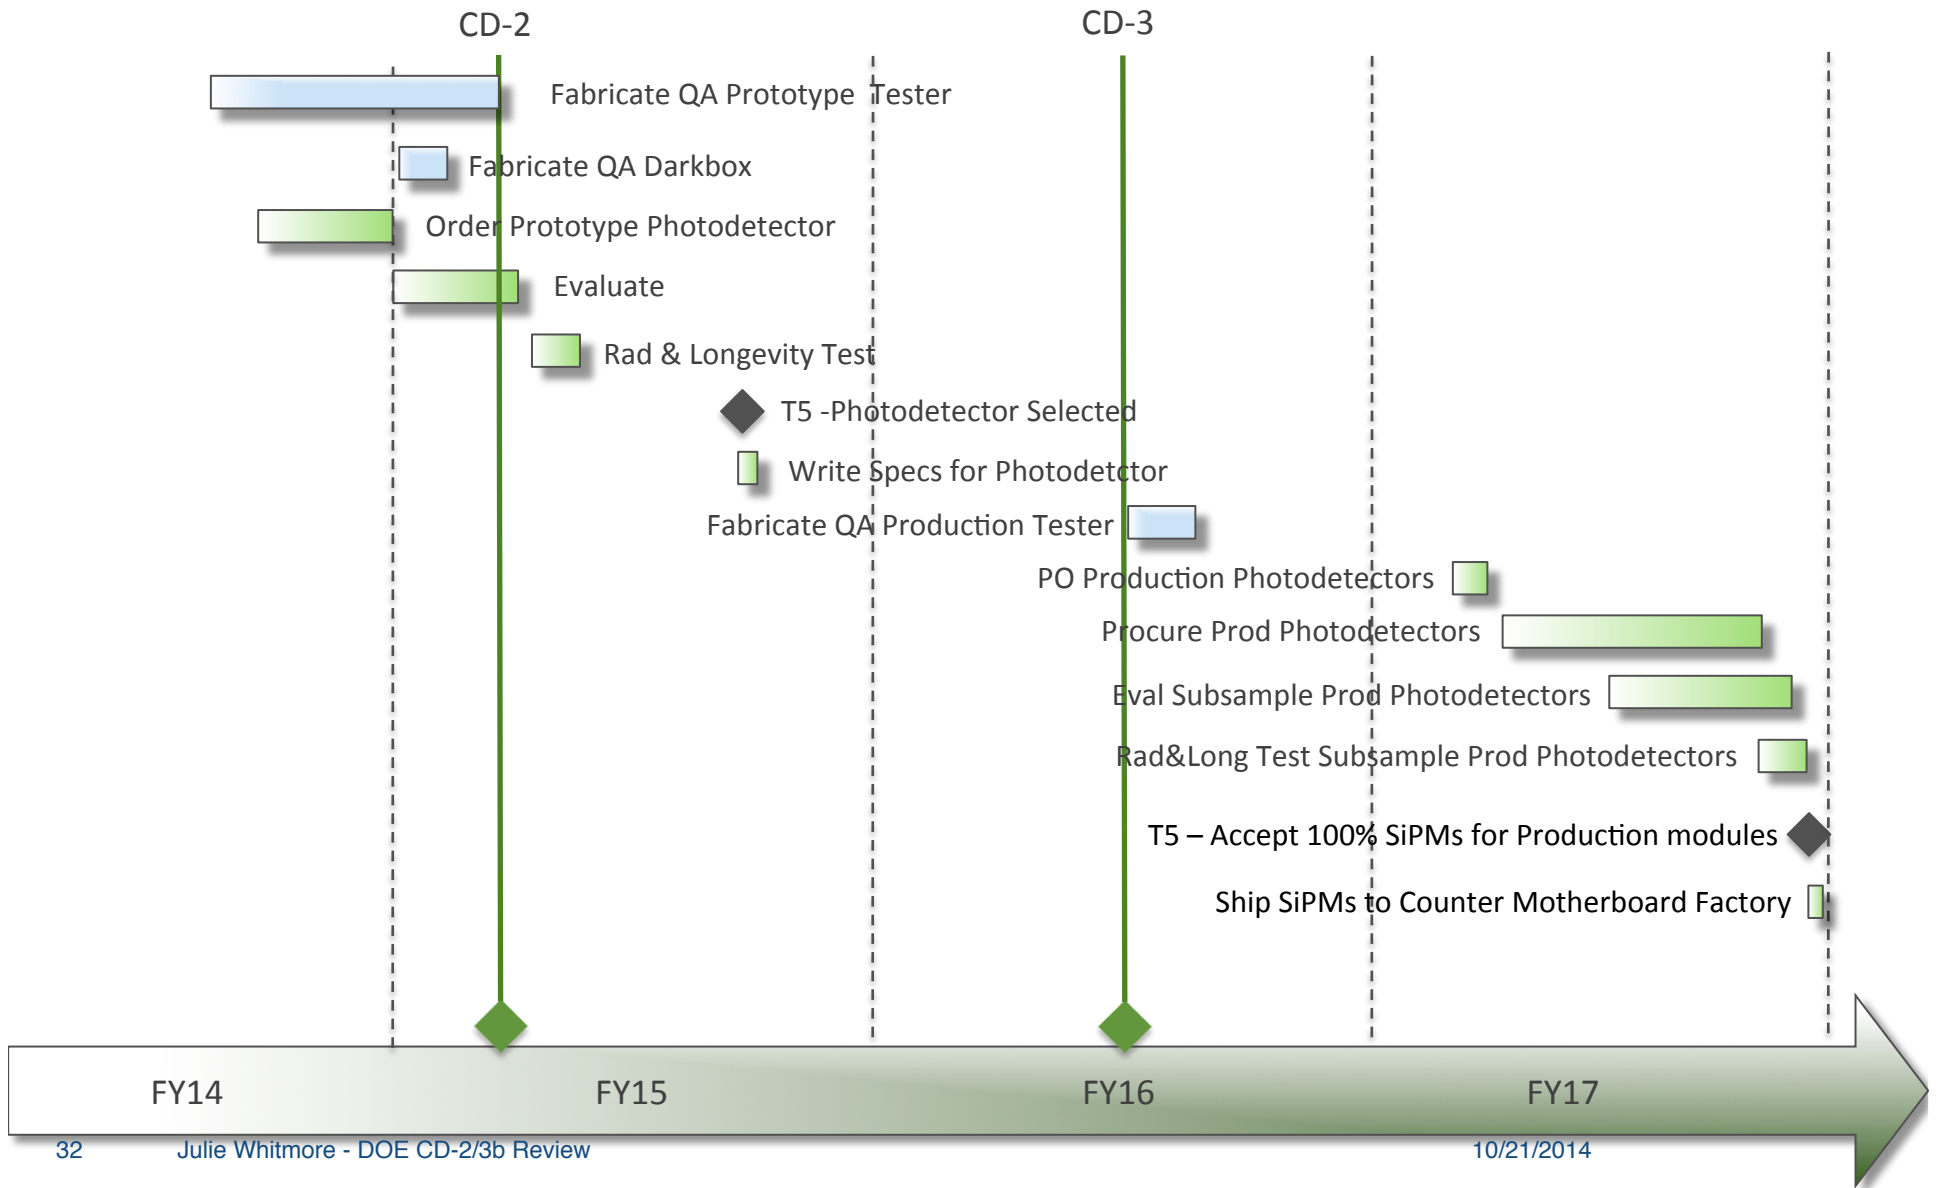 CD-2
CD-3
Fabricate QA Prototype Tester
Fabricate QA Darkbox
Order Prototype Photodetector
Evaluate
Rad & Longevity Test
T5 -Photodetector Selected
Write Specs for Photodetctor
Fabricate QA Production Tester
PO Production Photodetectors
Procure Prod Photodetectors
Eval Subsample Prod Photodetectors
Rad&Long Test Subsample Prod Photodetectors
T5 – Accept 100% SiPMs for Production modules
Ship SiPMs to Counter Motherboard Factory
FY14
FY15
FY16
FY17
32
Julie Whitmore - DOE CD-2/3b Review
10/21/2014